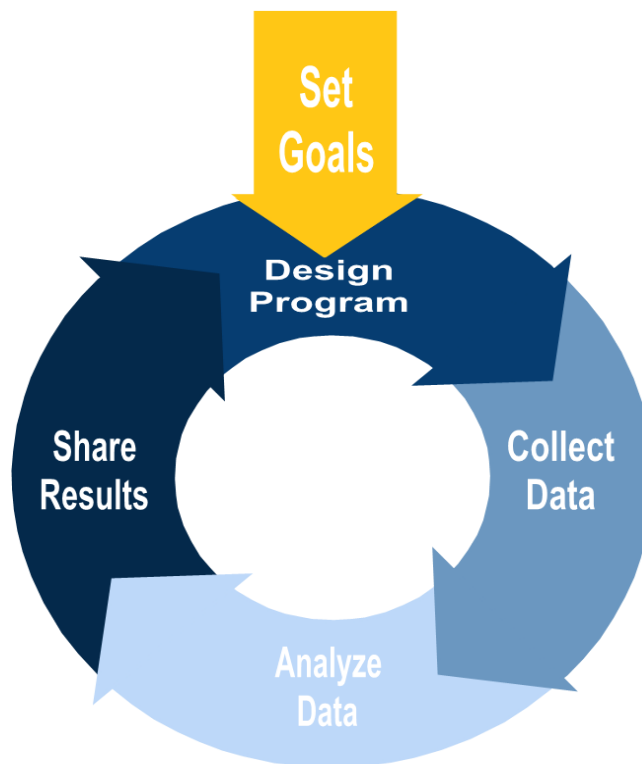 Set
Goals
Design
Program
Collect
Data
Analyze
Data
Share
Results